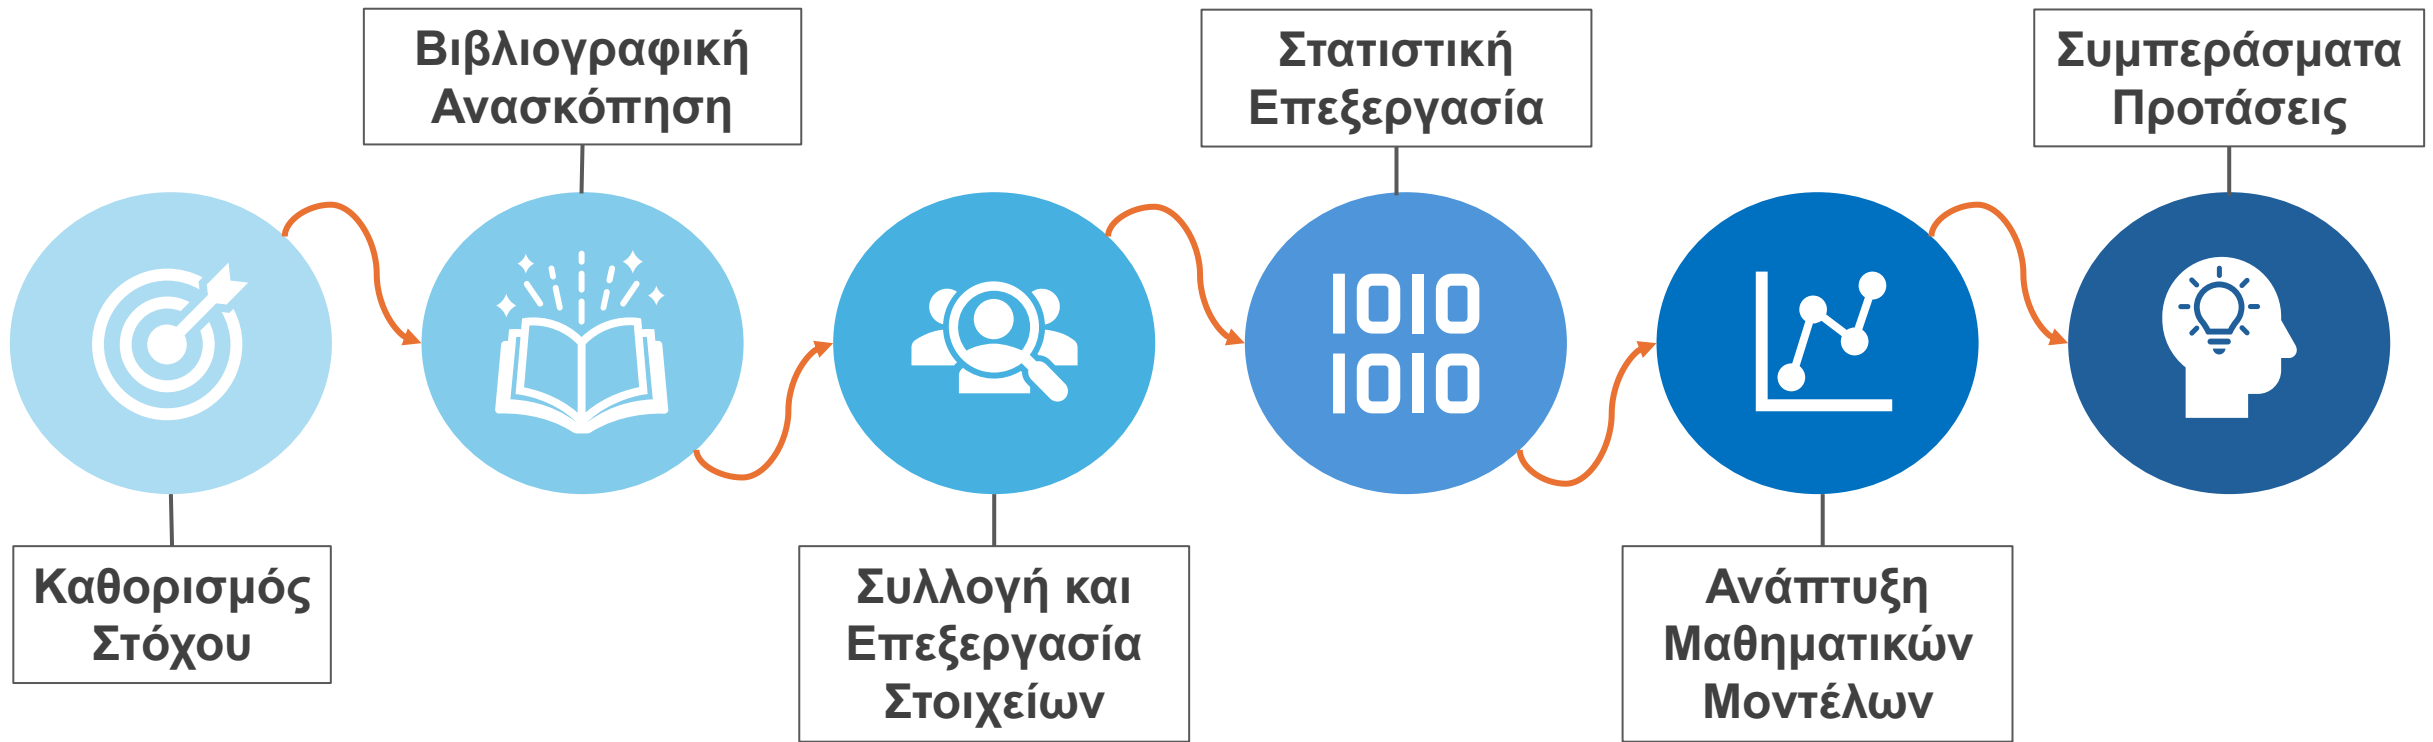 Καθορισμός
Στόχου
Βιβλιογραφική
Ανασκόπηση
Συλλογή και
Επεξεργασία
Στοιχείων
Στατιστική
Επεξεργασία
1010
1010
Ανάπτυξη
Μαθηματικών
Μοντέλων
Συμπεράσματα
Προτάσεις